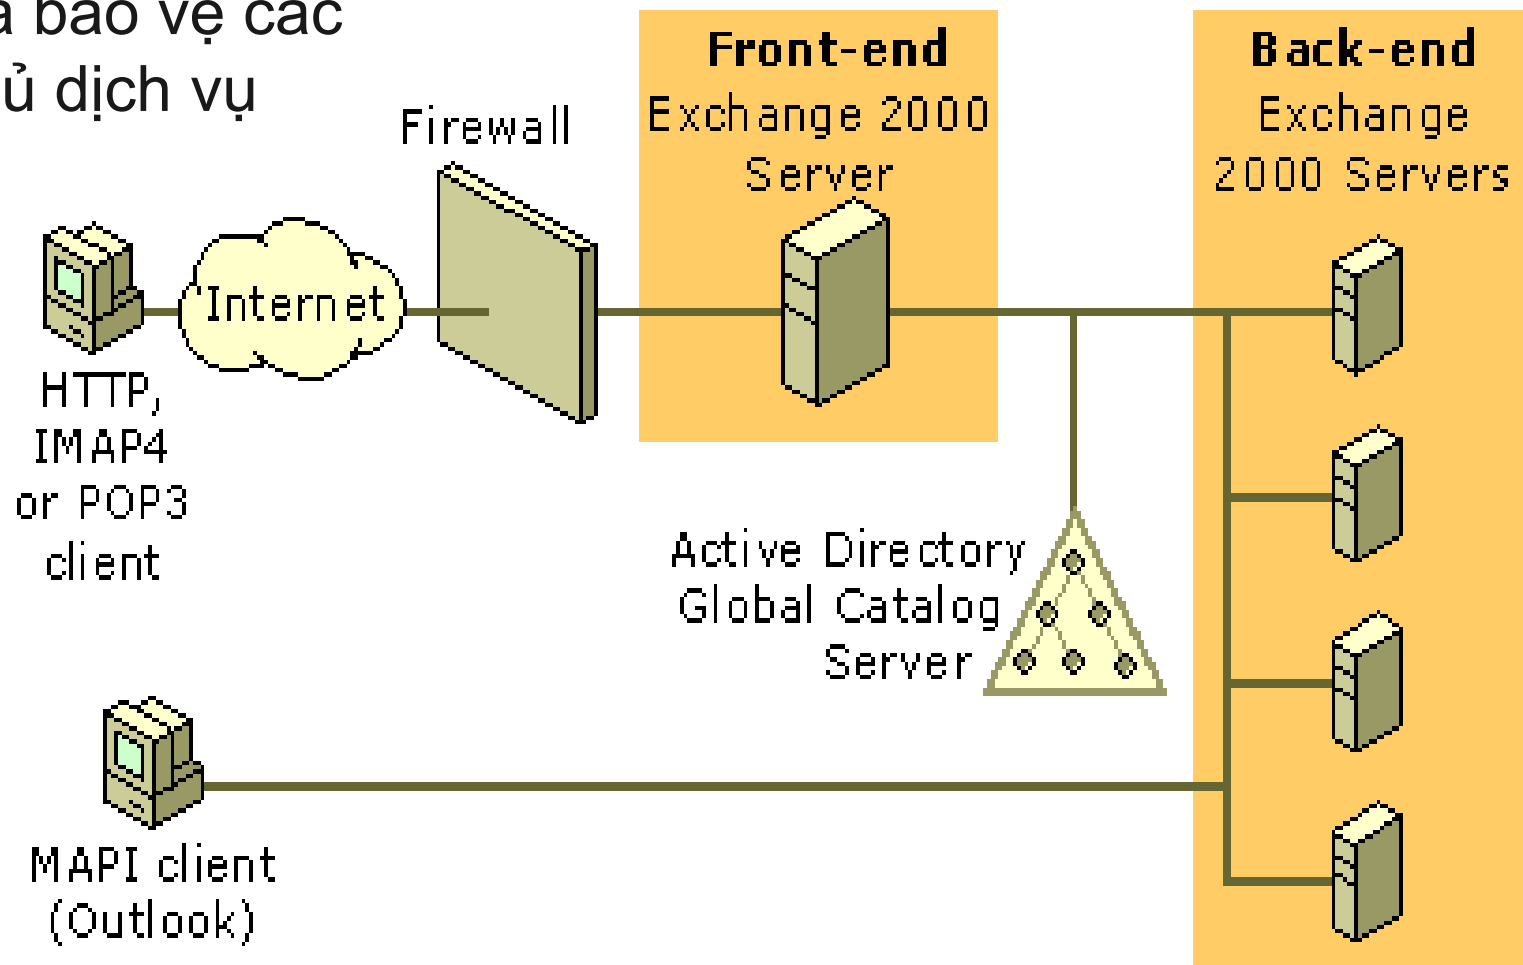 bảo vệ các
dịch vụ
Firewall
Front-end
Exchange 2000
Server
Back-end
Exchange
2000 Servers
Internet
HTTP,
IMAP4
or POP3
client
Active Directory
Global Catalog
Server
MAPI client
(Outlook)